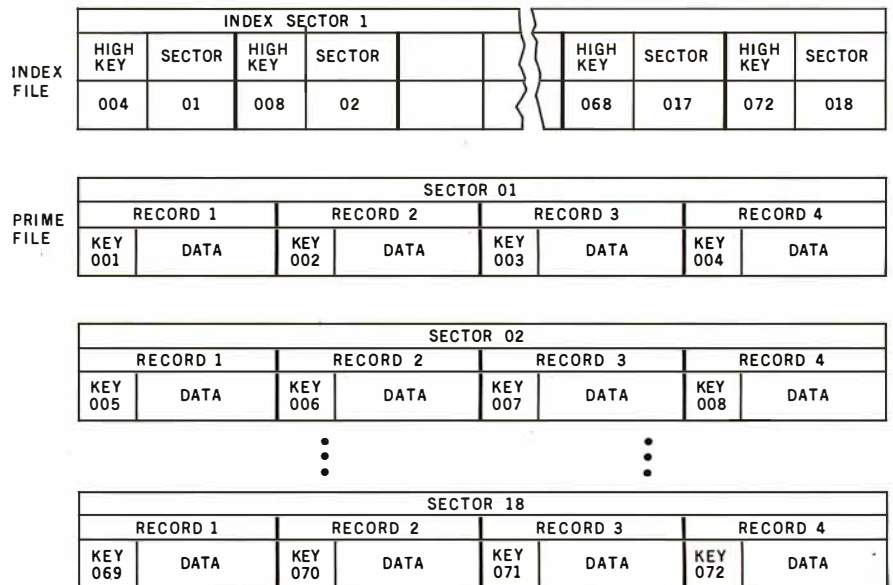 INDEX SECTOR 1
INDEX FILE
HIGH KEY SECTOR HIGH KEY SECTOR HIGH KEY SECTOR HIGH KEY SECTOR
004 01 008 02 068 017 072 018
SECTOR 01
PRIME FILE
RECORD 1 RECORD 2 RECORD 3 RECORD 4
KEY 001 DATA KEY 002 DATA KEY 003 DATA KEY 004 DATA
SECTOR 02
RECORD 1 RECORD 2 RECORD 3 RECORD 4
KEY 005 DATA KEY 006 DATA KEY 007 DATA KEY 008 DATA
SECTOR 18
RECORD 1 RECORD 2 RECORD 3 RECORD 4
KEY 069 DATA KEY 070 DATA KEY 071 DATA KEY 072 DATA